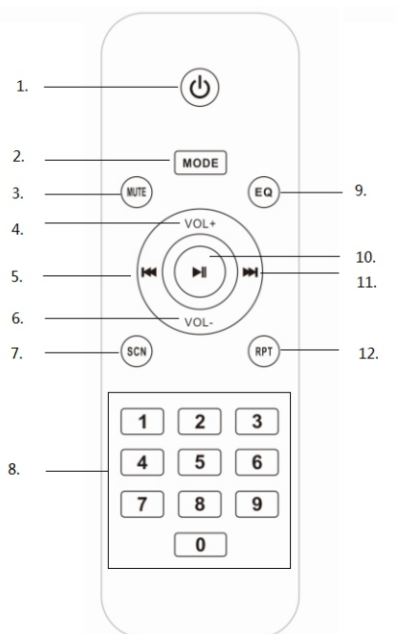 1.
2. MODE
3. MUTE EQ 9.
4. VOL+
10.
5. 11.
6. VOL-
7. SCN RPT 12.
1 2 3
8. 4 5 6
7 8 9
0